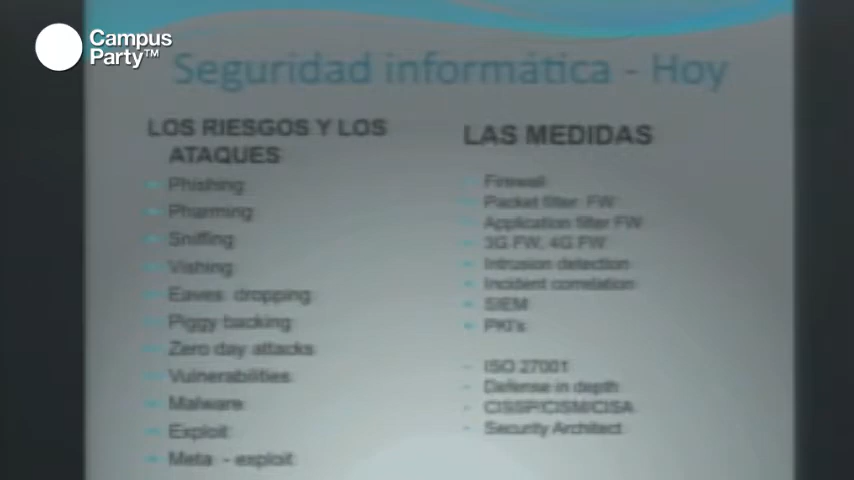 Campus
Party™
Seguridad informática - Hoy
LOS RIESGOS Y LOS
ATAQUES
Phishing
Pharming
Sniffing
Vishing
Eaves dropping
Piggy backing
Zero day attacks
Vulnerabilities
Malware
Exploit
Meta - exploit
LAS MEDIDAS
- Firewall
- Packet filter FW
- Application filter FW
- 3G FW, 4G FW
- Intrusion detection
- Incident correlation
- SIEM
- PKI's
- ISO 27001
- Defense in depth
- CISSP/CISM/CISA
- Security Architect